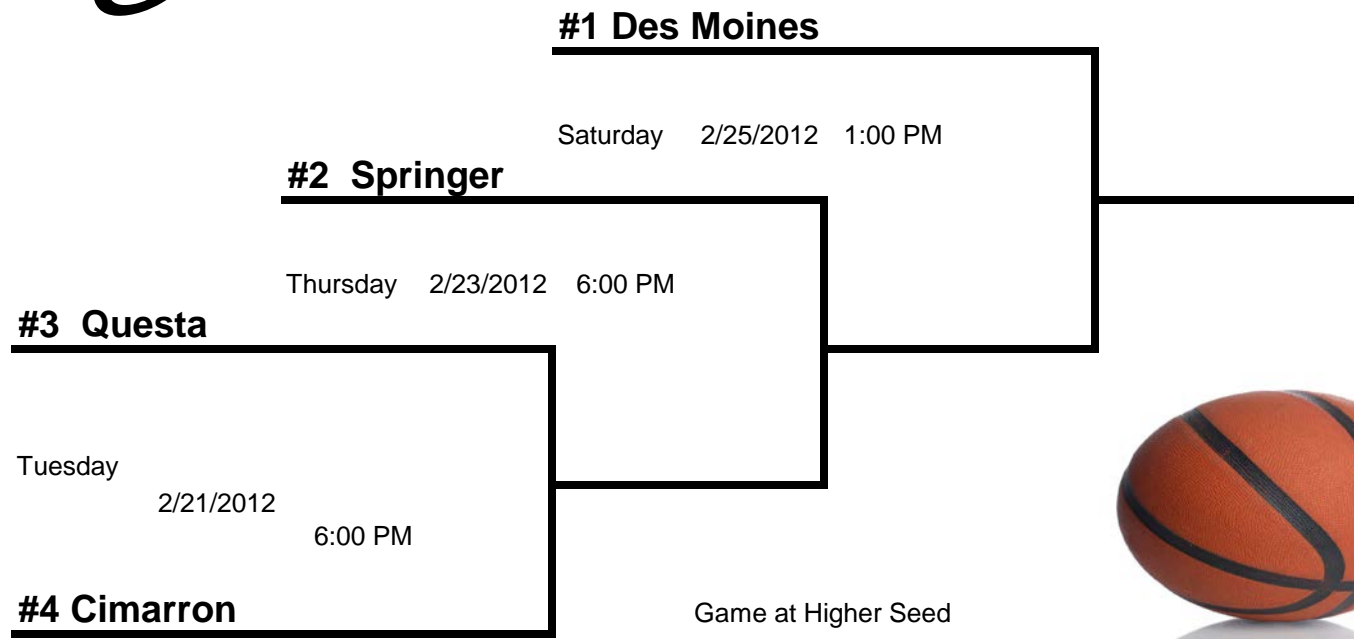 #1 Des Moines
Saturday 2/25/2012 1:00 PM
#2 Springer
Thursday 2/23/2012 6:00 PM
#3 Questa
Tuesday
2/21/2012
6:00 PM
#4 Cimarron
Game at Higher Seed